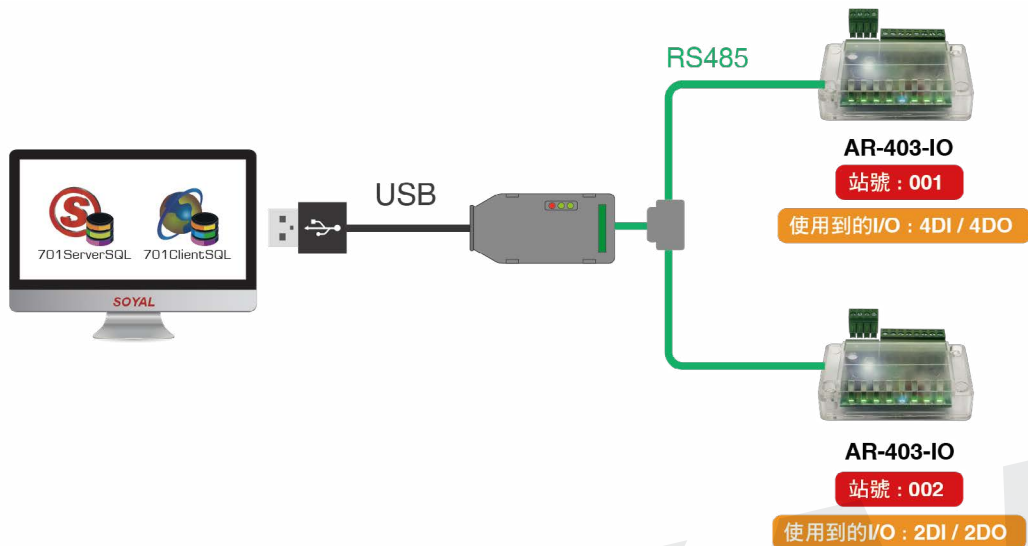 RS485
USB
701ServerSQL
701ClientSQL
SOYAL
AR-403-IO
站號：001
使用到的I/O：4DI / 4DO
AR-403-IO
站號：002
使用到的I/O：2DI / 2DO